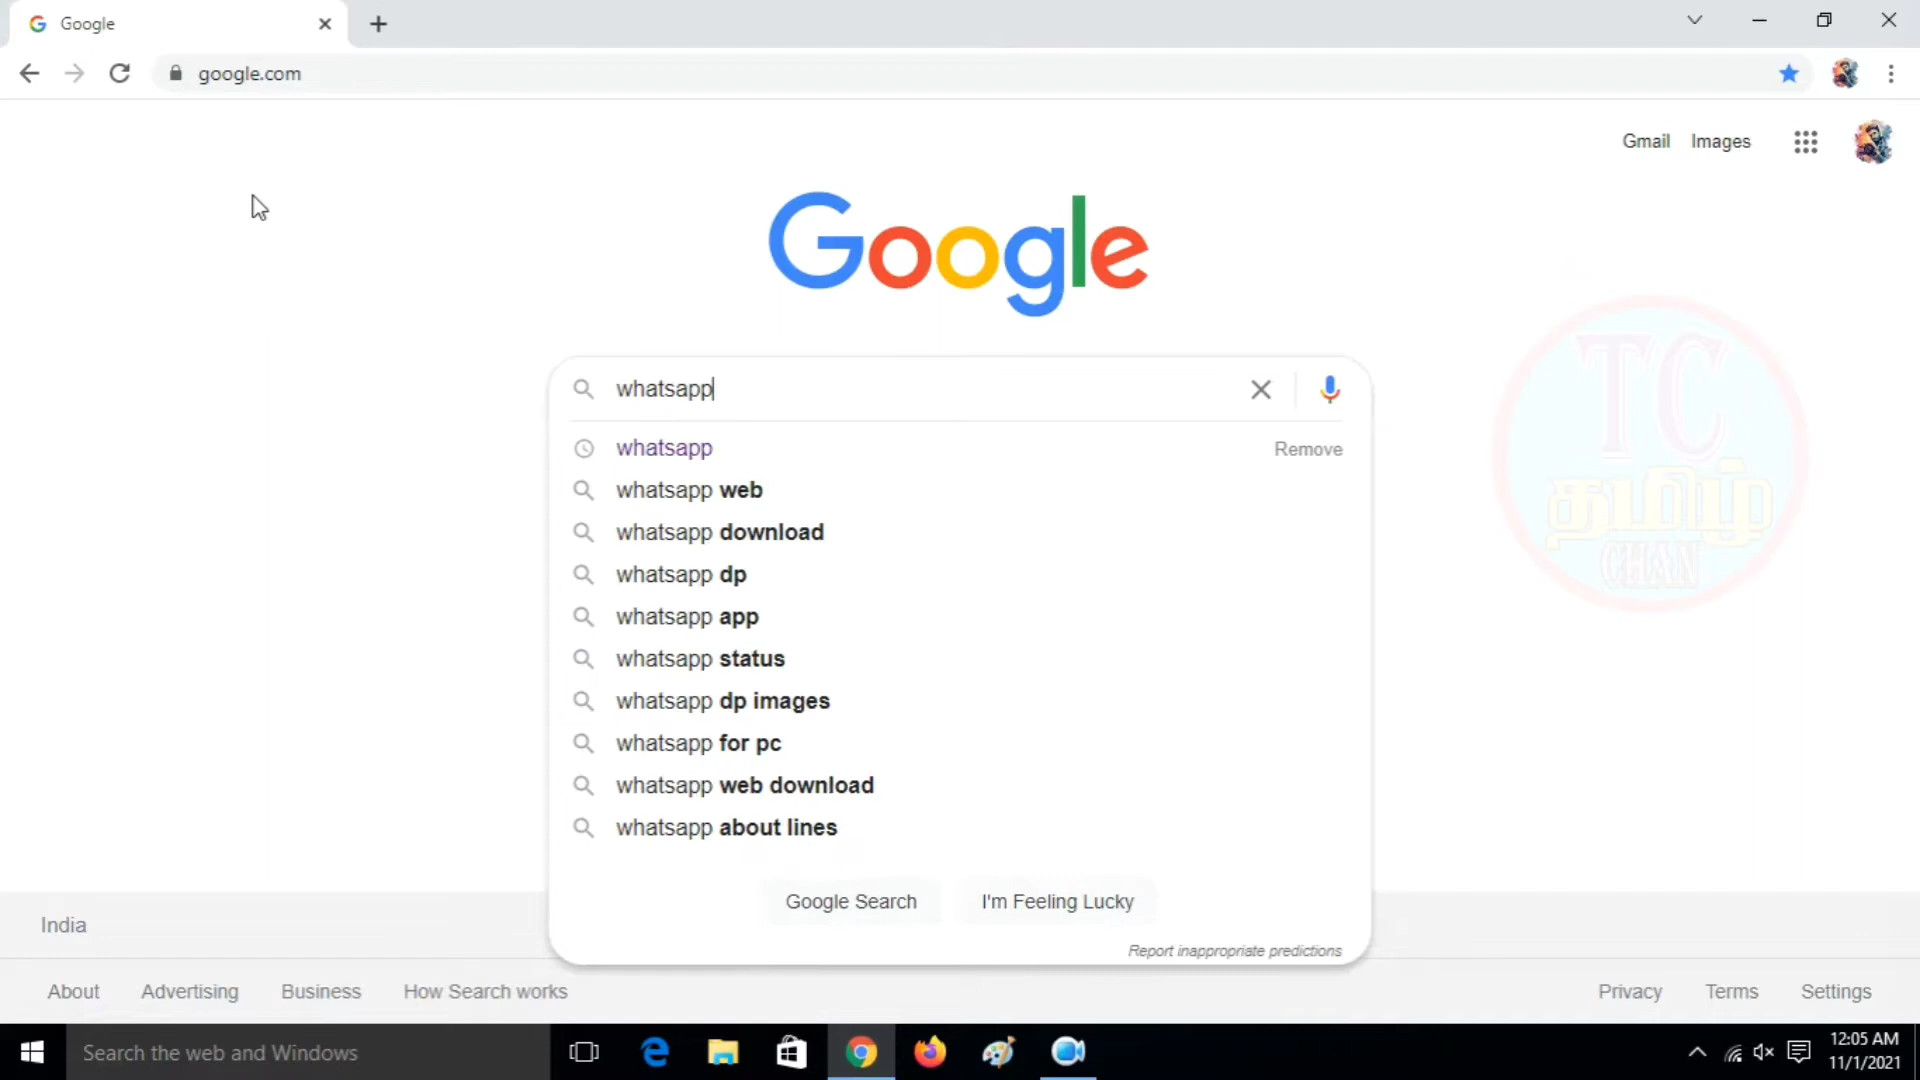 Google
google.com
Gmail Images
Google
whatsapp
whatsapp Remove
whatsapp web
whatsapp download
whatsapp dp
whatsapp app
whatsapp status
whatsapp dp images
whatsapp for pc
whatsapp web download
whatsapp about lines
Google Search I'm Feeling Lucky
Report inappropriate predictions
TC
தமிழ்
CHAN
India
About Advertising Business How Search works
Privacy Terms Settings
Search the web and Windows
12:05 AM
11/1/2021